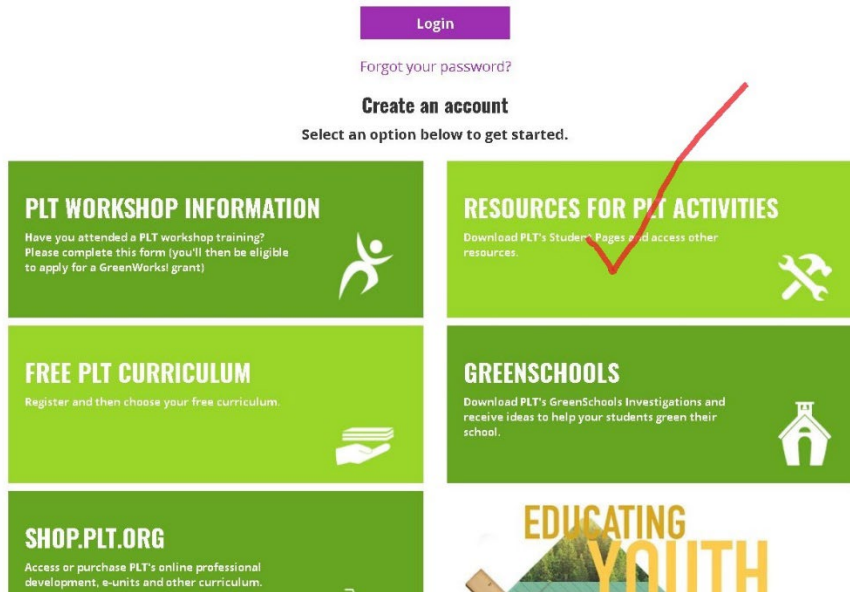 Login
Forgot your password?
Create an account
Select an option below to get started.
PLT WORKSHOP INFORMATION
Have you attended a PLT workshop training?
Please complete this form (you'll then be eligible
to apply for a GreenWorks! grant)
RESOURCES FOR PLT ACTIVITIES
Download PLT's Student Pages and access other
resources.
FREE PLT CURRICULUM
Register and then choose your free curriculum.
GREENSCHOOLS
Download PLT's GreenSchools Investigations and
receive ideas to help your students green their
school.
SHOP.PLT.ORG
Access or purchase PLT's online professional
development, e-units and other curriculum.
EDUCATING
YOUTH